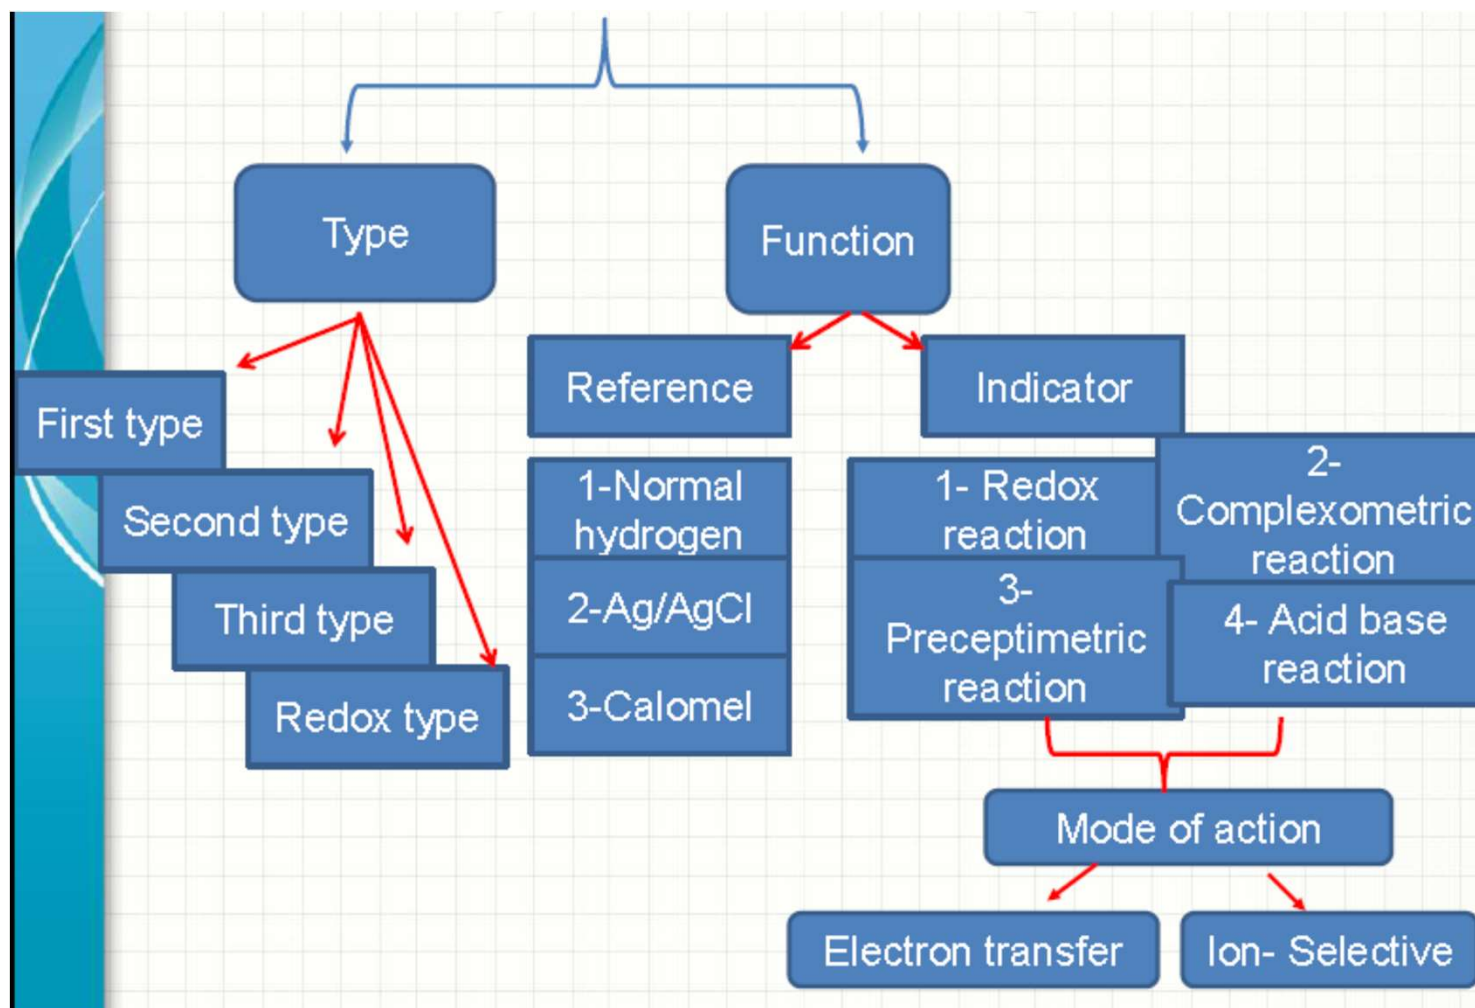 Type
Function
First type
Second type
Third type
Redox type
Reference
1-Normal
hydrogen
2-Ag/AgCl
3-Calomel
Indicator
1- Redox
reaction
2-
Complexometric
reaction
3-
Preceptimetric
reaction
4- Acid base
reaction
Mode of action
Electron transfer
Ion- Selective